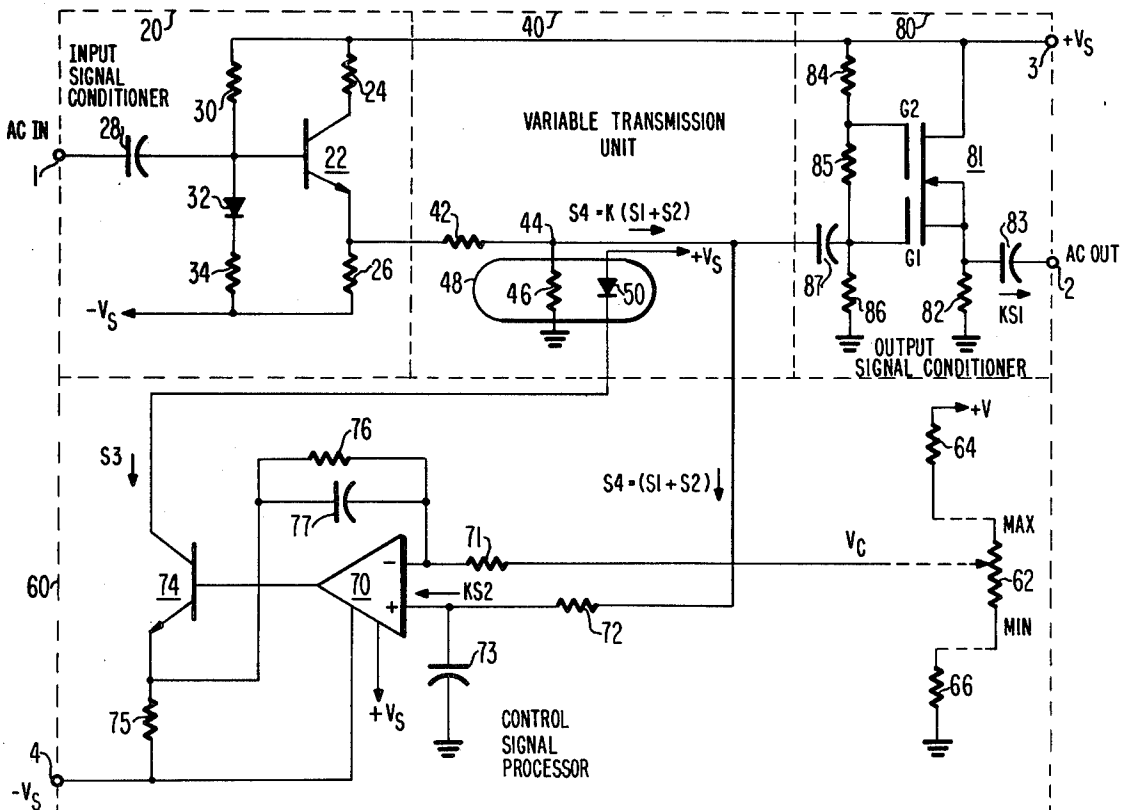 20
40
80
INPUT
SIGNAL
CONDITIONER
30
24
3
+VS
84
AC IN
28
1
22
VARIABLE TRANSMISSION
UNIT
G2
81
85
32
42
44
S4 = K (S1+S2)
83
AC OUT
34
26
+VS
G1
2
48
46
50
87
86
82
KS1
-VS
OUTPUT
SIGNAL CONDITIONER
76
+V
S3
64
77
S4 = (S1+S2)
71
MAX
VC
60
74
70
-
KS2
62
+
72
MIN
73
66
75
+VS
CONTROL
SIGNAL
PROCESSOR
4
-VS